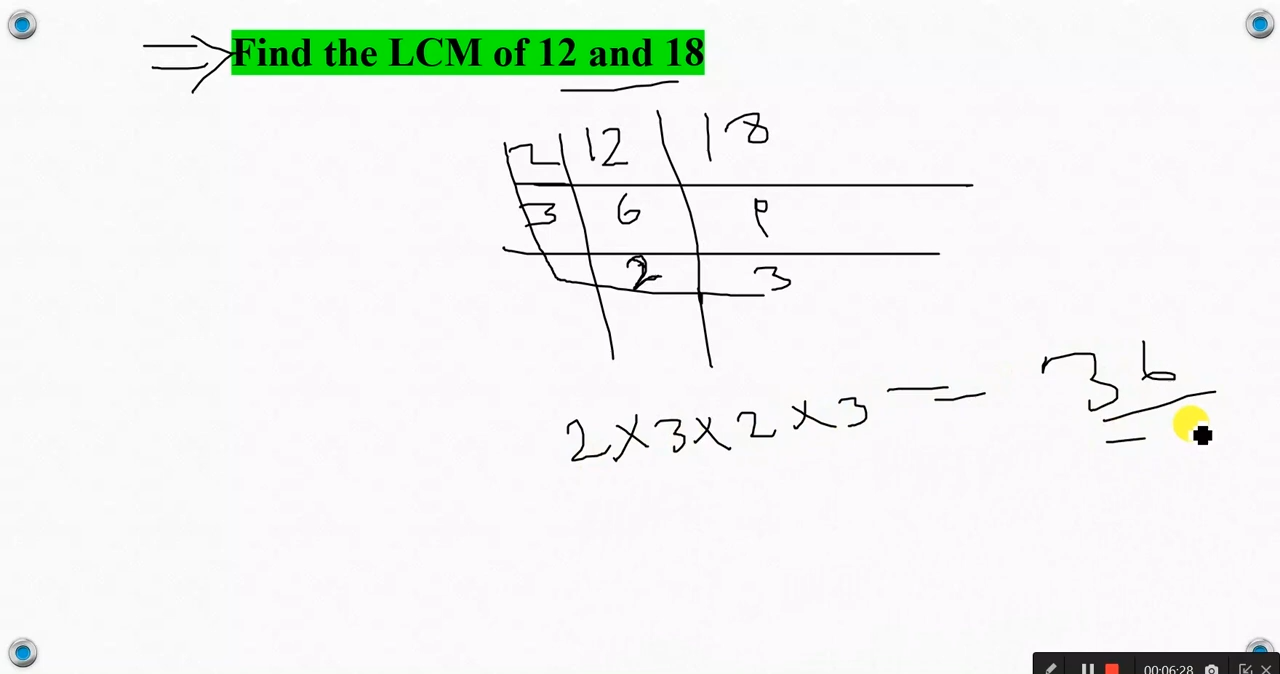 Find the LCM of 12 and 18
2 12 18
3 6 9
2 3
2 × 3 × 2 × 3 = 36
00:06:28